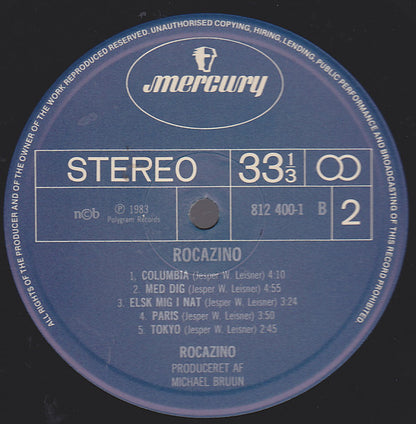 ALL RIGHTS OF THE PRODUCER AND OF THE OWNER OF THE WORK REPRODUCED RESERVED. UNAUTHORISED COPYING, HIRING, LENDING, PUBLIC PERFORMANCE AND BROADCASTING OF THIS RECORD PROHIBITED.
mercury
STEREO 33 1/3
n©b ℗ 1983 812 400-1 B 2
Polygram Records
ROCAZINO
1. COLUMBIA (Jesper W. Leisner) 4:10
2. MED DIG (Jesper W. Leisner) 4:55
3. ELSK MIG I NAT (Jesper W. Leisner) 3:24
4. PARIS (Jesper W. Leisner) 3:50
5. TOKYO (Jesper W. Leisner) 2:45
ROCAZINO
PRODUCERET AF
MICHAEL BRUUN